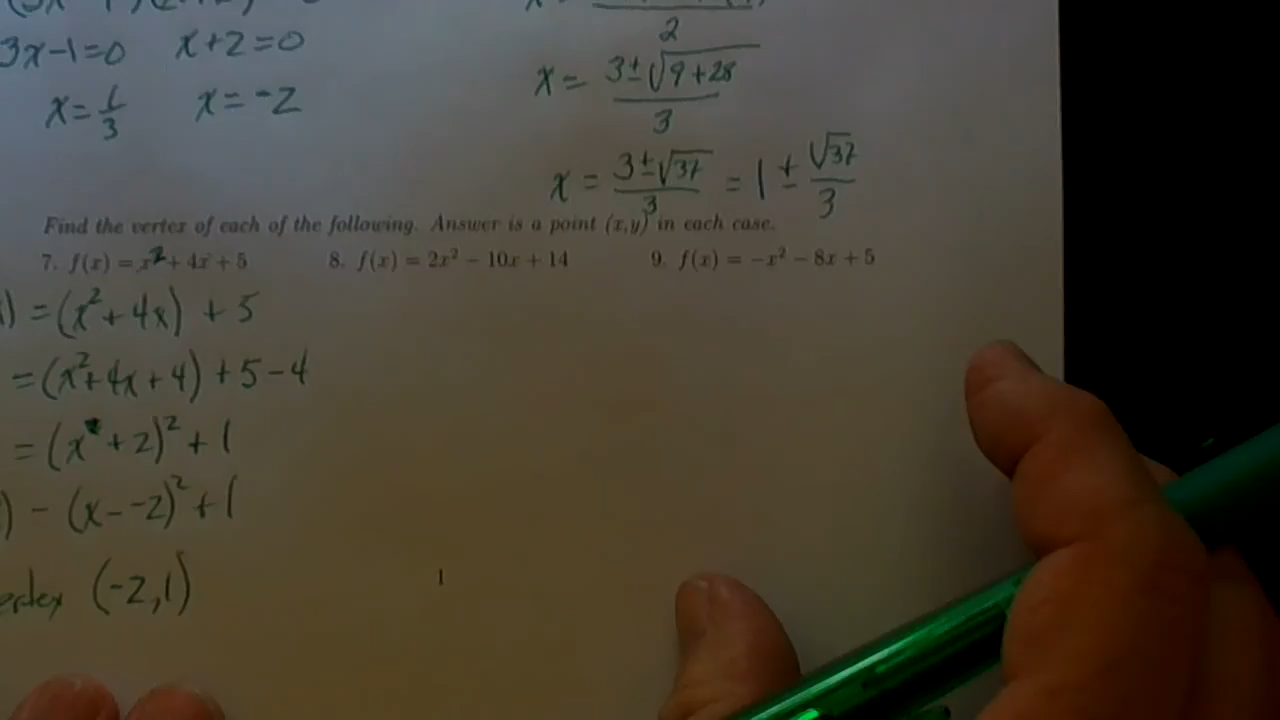 3x-1=0 x+2=0
x=1/3 x=-2
2
x= 3±√9+28
3
x = 3±√37 = 1 ± √37
3 3
Find the vertex of each of the following. Answer is a point (x,y) in each case.
7. f(x) = x²+ 4x + 5 8. f(x) = 2x² − 10x + 14 9. f(x) = −x² − 8x + 5
) =(x²+4x) +5
=(x²+4x+4) +5-4
=(x +2)²+1
) - (x--2)²+1
ertex (-2,1)
1